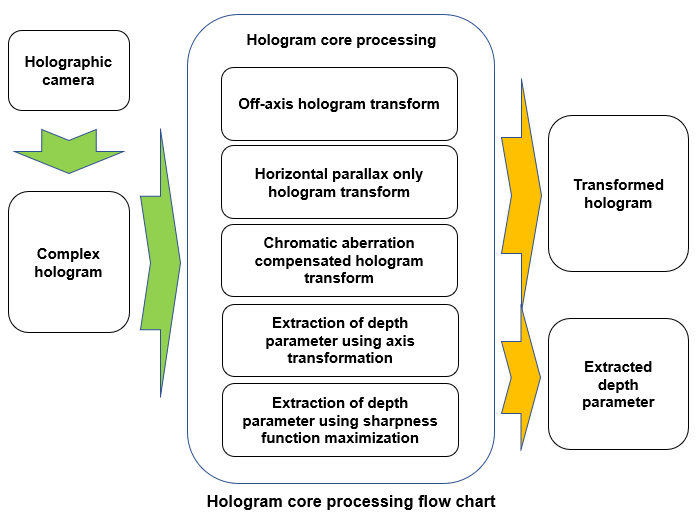 Holographic
camera
Complex
hologram
Hologram core processing
Off-axis hologram transform
Horizontal parallax only
hologram transform
Chromatic aberration
compensated hologram
transform
Extraction of depth
parameter using axis
transformation
Extraction of depth
parameter using sharpness
function maximization
Transformed
hologram
Extracted
depth
parameter
Hologram core processing flow chart